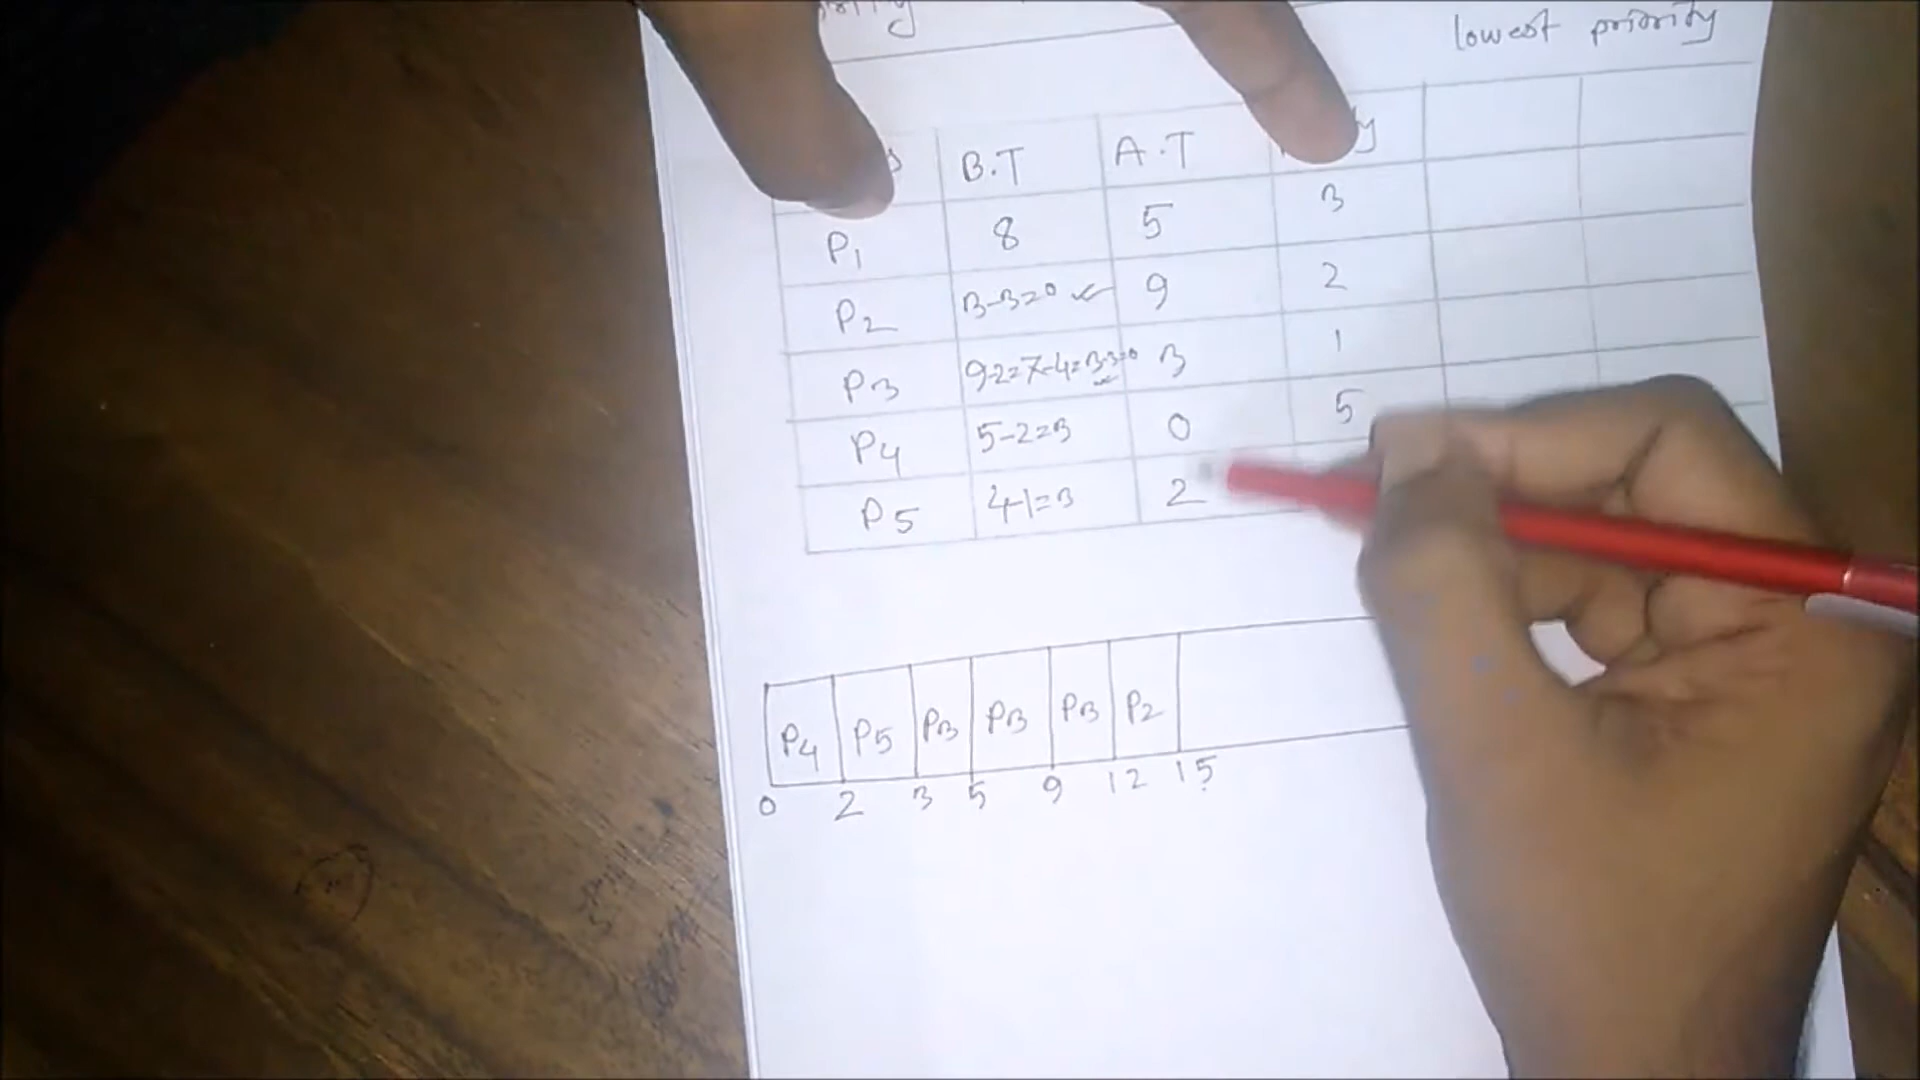 lowest priority
B.T A.T
P1 8 5 3
P2 3-3=0 9 2
P3 9-2=7-4=3-3=0 3 1
P4 5-2=3 0 5
P5 4-1=3 2
P4 P5 P3 P3 P3 P2
0 2 3 5 9 12 15